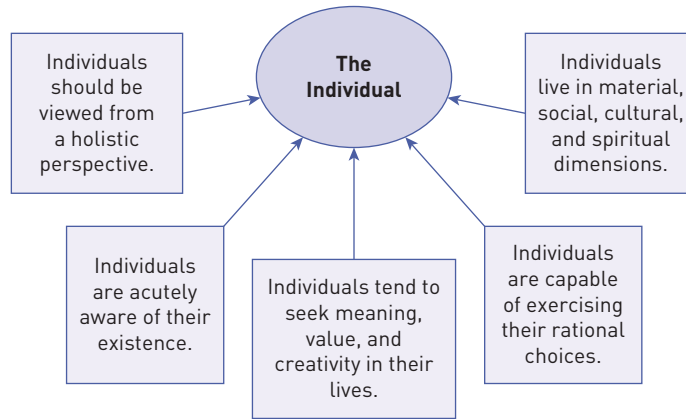 The
Individual
Individuals
should be
viewed from
a holistic
perspective.
Individuals
are acutely
aware of their
existence.
Individuals tend to
seek meaning,
value, and
creativity in their
lives.
Individuals
are capable
of exercising
their rational
choices.
Individuals
live in material,
social, cultural,
and spiritual
dimensions.